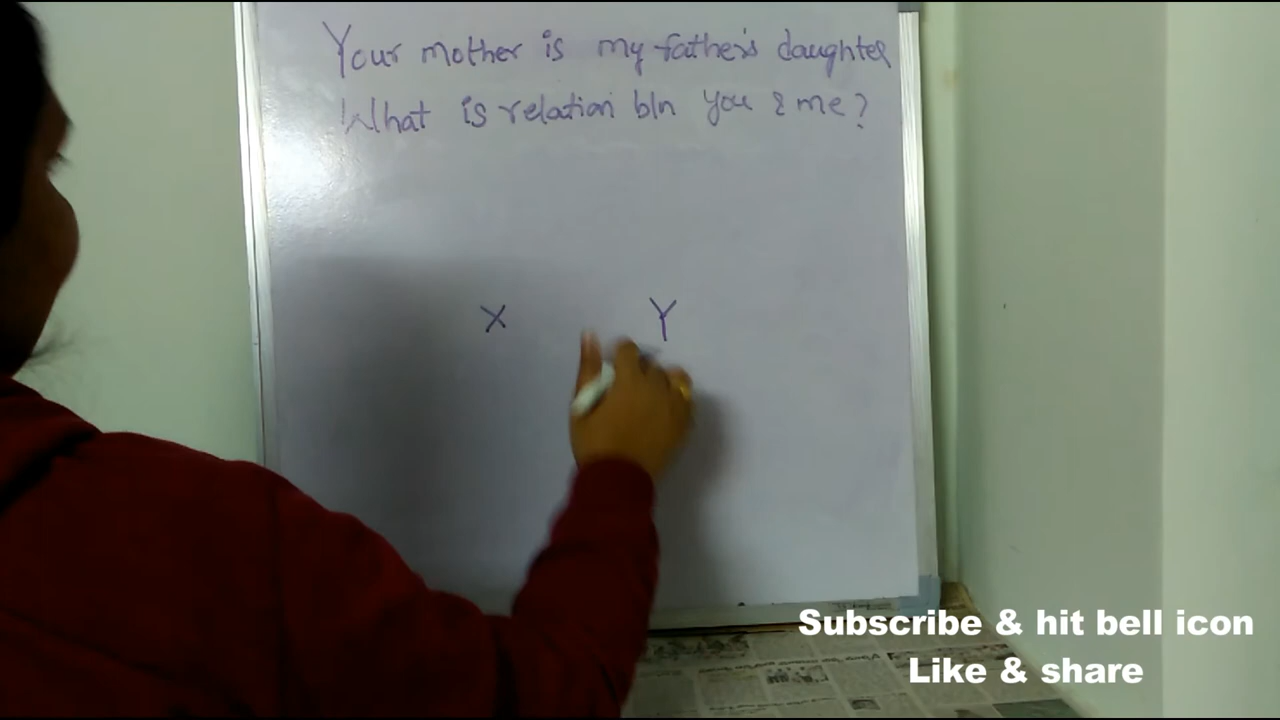 Your mother is my father's daughter
What is relation b/n you & me?
X Y
Subscribe & hit bell icon
Like & share